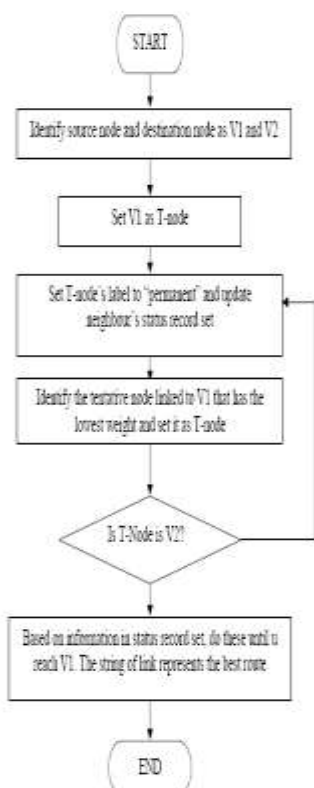 START
Identify source node and destination node as V1 and V2
Set V1 as T-node
Set T-node's label to "permanent" and update
neighbour's status record set
Identify the tentative node linked to V1 that has the
lowest weight and set it as T-node
Is T-Node is V2?
Based on information in status record set, do these until u
reach V1. The string of link represents the best route
END